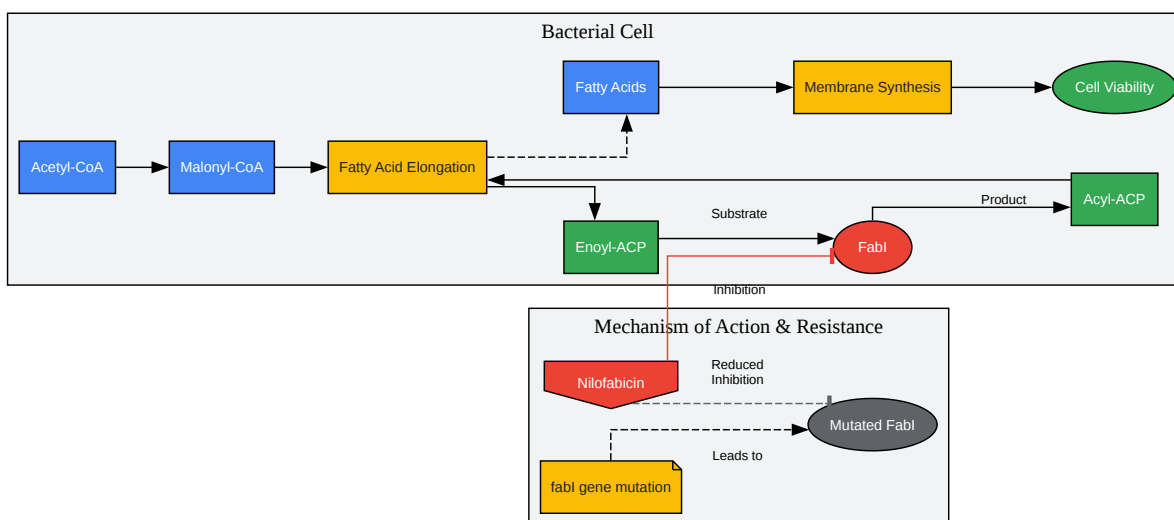 Bacterial Cell
Fatty Acids
Membrane Synthesis
Cell Viability
Acetyl-CoA
Malonyl-CoA
Fatty Acid Elongation
Acyl-ACP
Product
Substrate
Enoyl-ACP
FabI
Inhibition
Mechanism of Action & Resistance
Nilofabicin
Reduced
Inhibition
Mutated FabI
Leads to
fabI gene mutation